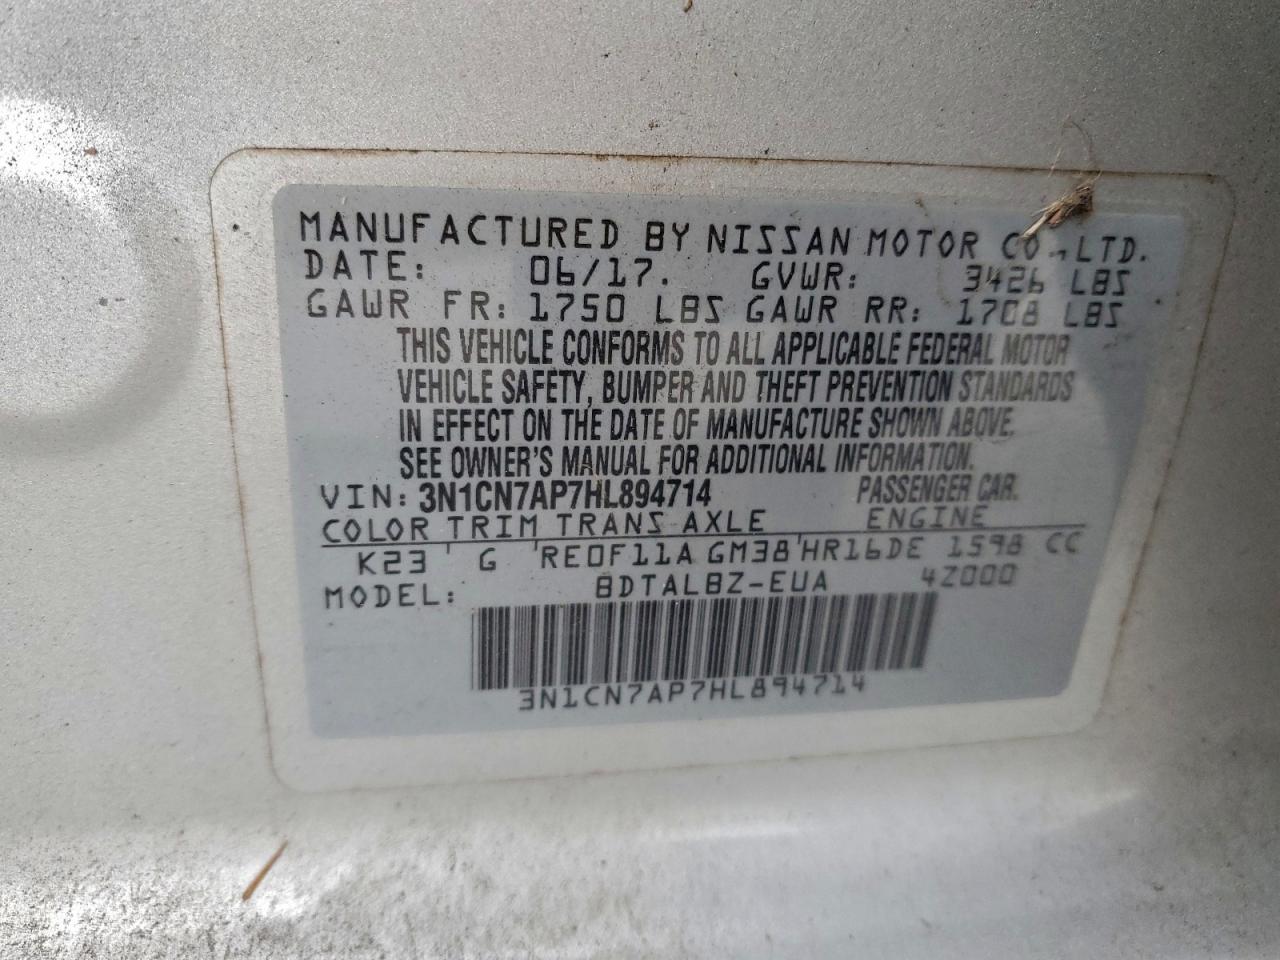 MANUFACTURED BY NISSAN MOTOR CO.,LTD.
DATE: 06/17. GVWR: 3426 LBS
GAWR FR: 1750 LBS GAWR RR: 1708 LBS
THIS VEHICLE CONFORMS TO ALL APPLICABLE FEDERAL MOTOR
VEHICLE SAFETY, BUMPER AND THEFT PREVENTION STANDARDS
IN EFFECT ON THE DATE OF MANUFACTURE SHOWN ABOVE.
SEE OWNER'S MANUAL FOR ADDITIONAL INFORMATION.
VIN: 3N1CN7AP7HL894714 PASSENGER CAR.
COLOR TRIM TRANS AXLE ENGINE
K23 ' G 'RE0F11A GM38'HR16DE 1598 CC
MODEL: BDTALBZ-EUA 4Z000
3N1CN7AP7HL894714